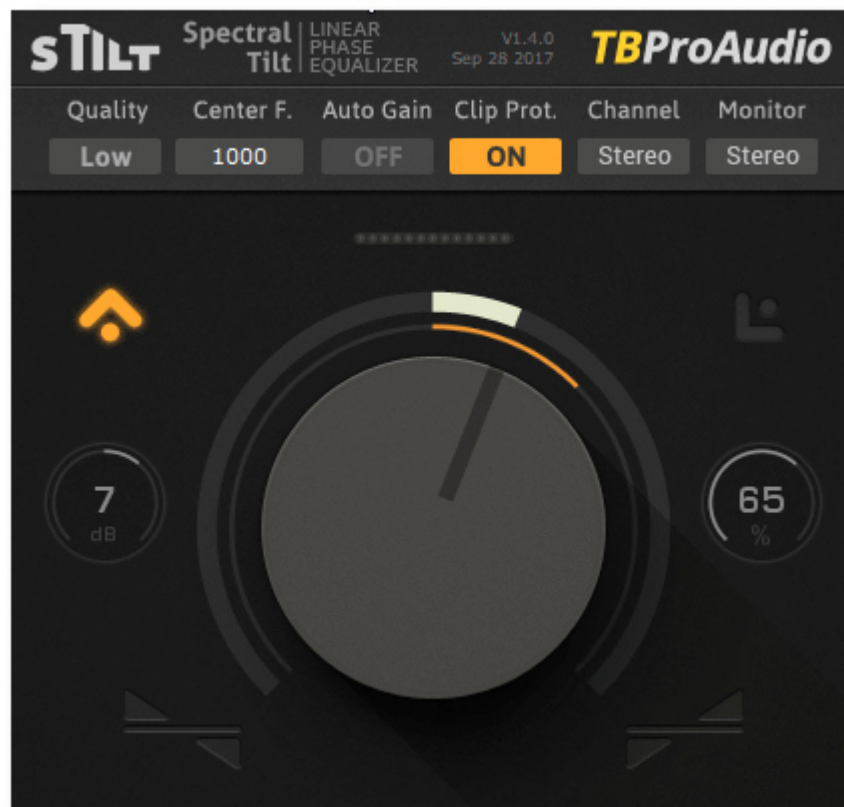 sTILT Spectral Tilt LINEAR PHASE EQUALIZER V1.4.0 Sep 28 2017 TBProAudio
Quality Center F. Auto Gain Clip Prot. Channel Monitor
Low 1000 OFF ON Stereo Stereo
7 65
dB %